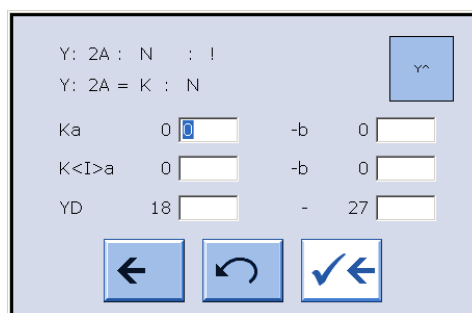 Y: 2A : N : !
Y^
Y: 2A = K : N
Ka 0 0 -b 0
K<I>a 0 -b 0
YD 18 - 27